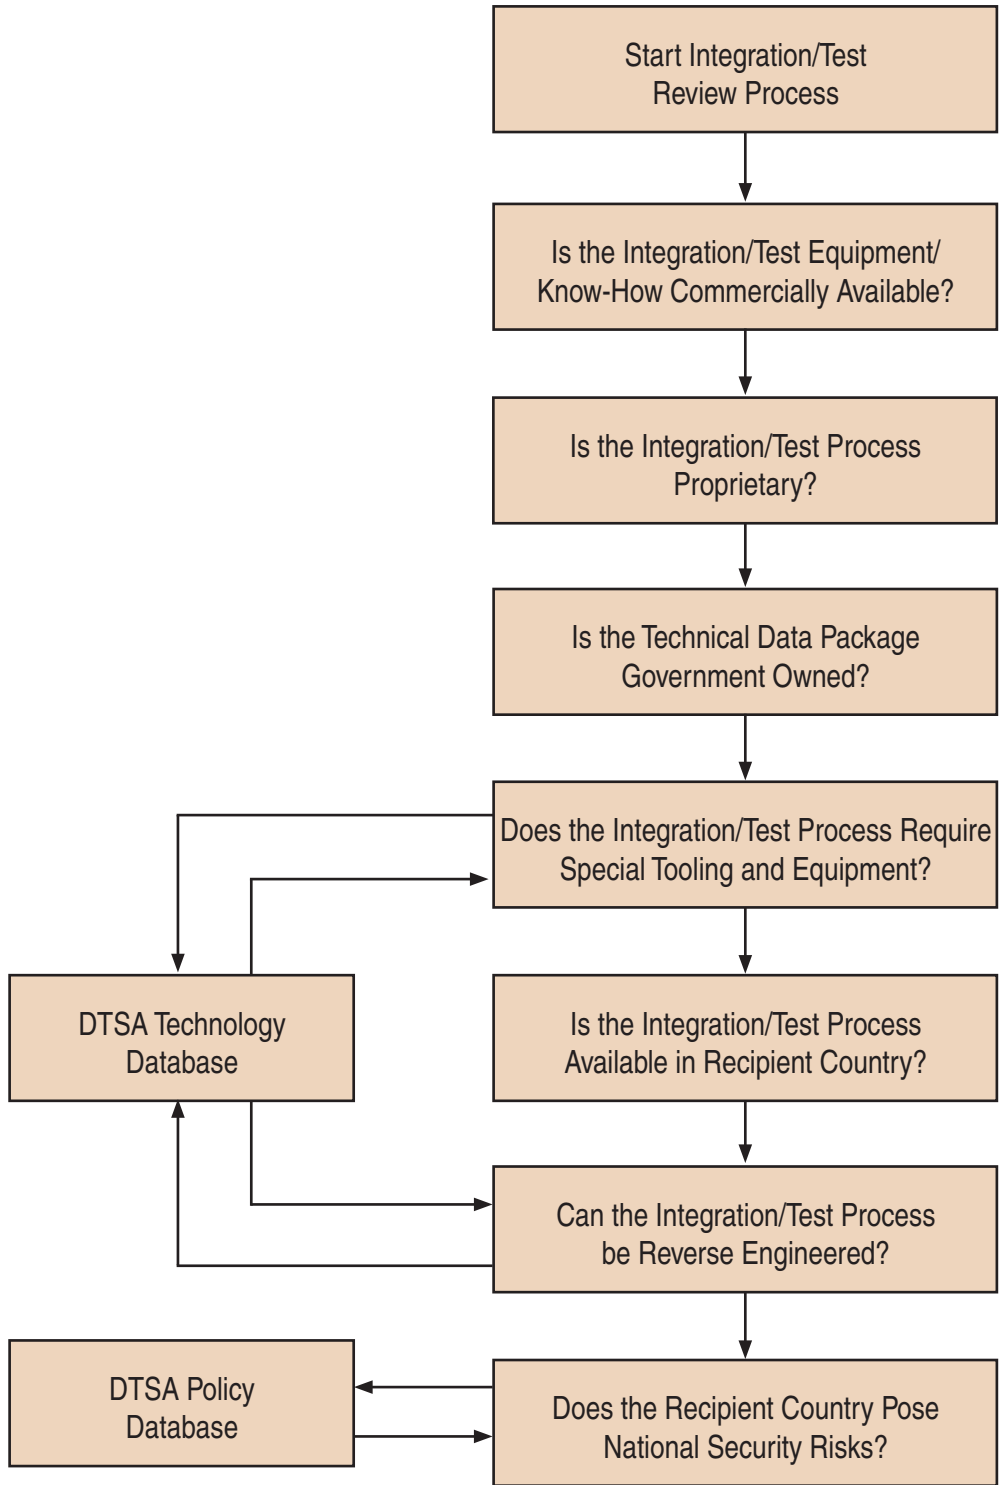 Start Integration/Test
Review Process
Is the Integration/Test Equipment/
Know-How Commercially Available?
Is the Integration/Test Process
Proprietary?
Is the Technical Data Package
Government Owned?
Does the Integration/Test Process Require
Special Tooling and Equipment?
DTSA Technology
Database
Is the Integration/Test Process
Available in Recipient Country?
Can the Integration/Test Process
be Reverse Engineered?
DTSA Policy
Database
Does the Recipient Country Pose
National Security Risks?